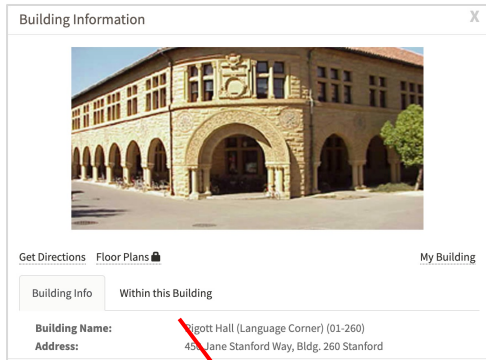 Building Information X
Get Directions Floor Plans My Building
Building Info Within this Building
Building Name: Pigott Hall (Language Corner) (01-260)
Address: 450 Jane Stanford Way, Bldg. 260 Stanford